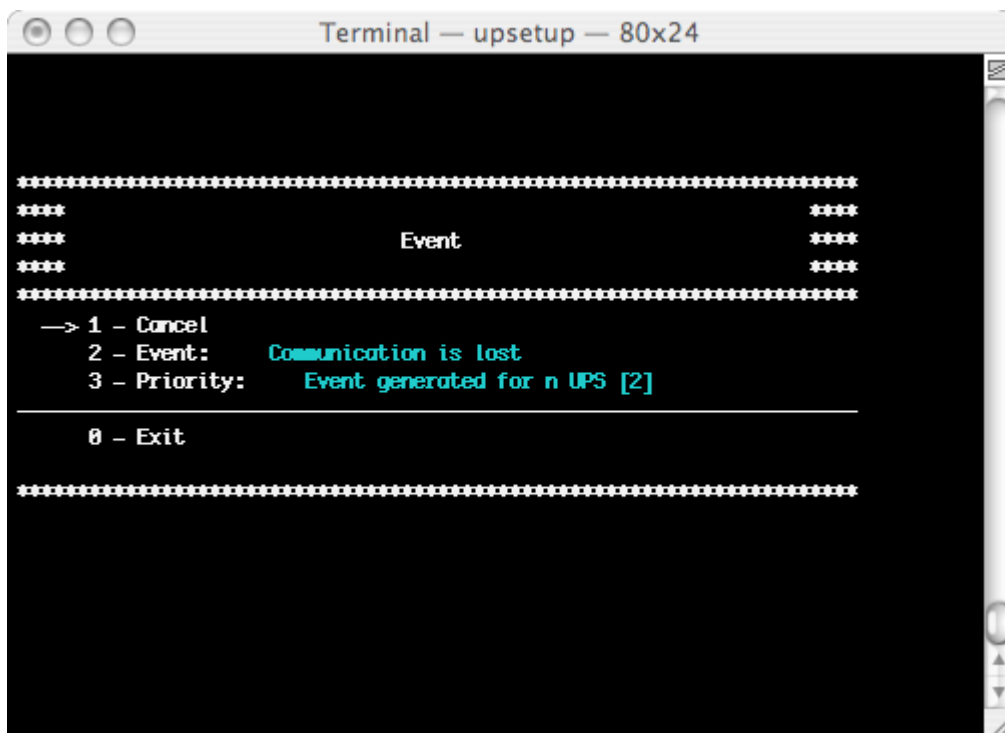 Terminal — upsetup — 80x24
**********************************************************************
**** ****
**** Event ****
**** ****
**********************************************************************
—> 1 - Cancel
2 - Event: Communication is lost
3 - Priority: Event generated for n UPS [2]
0 - Exit
**********************************************************************